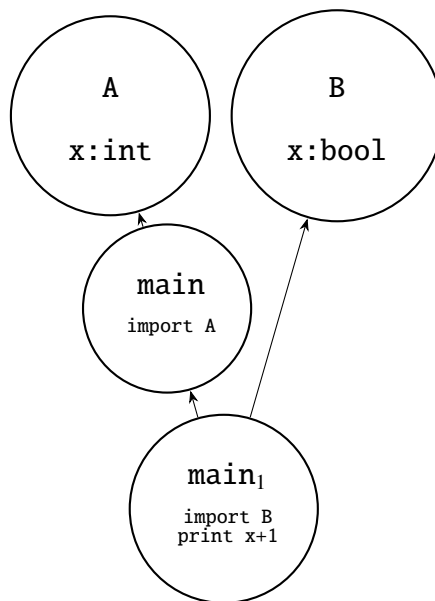 A
x:int
B
x:bool
main
import A
main₁
import B
print x+1